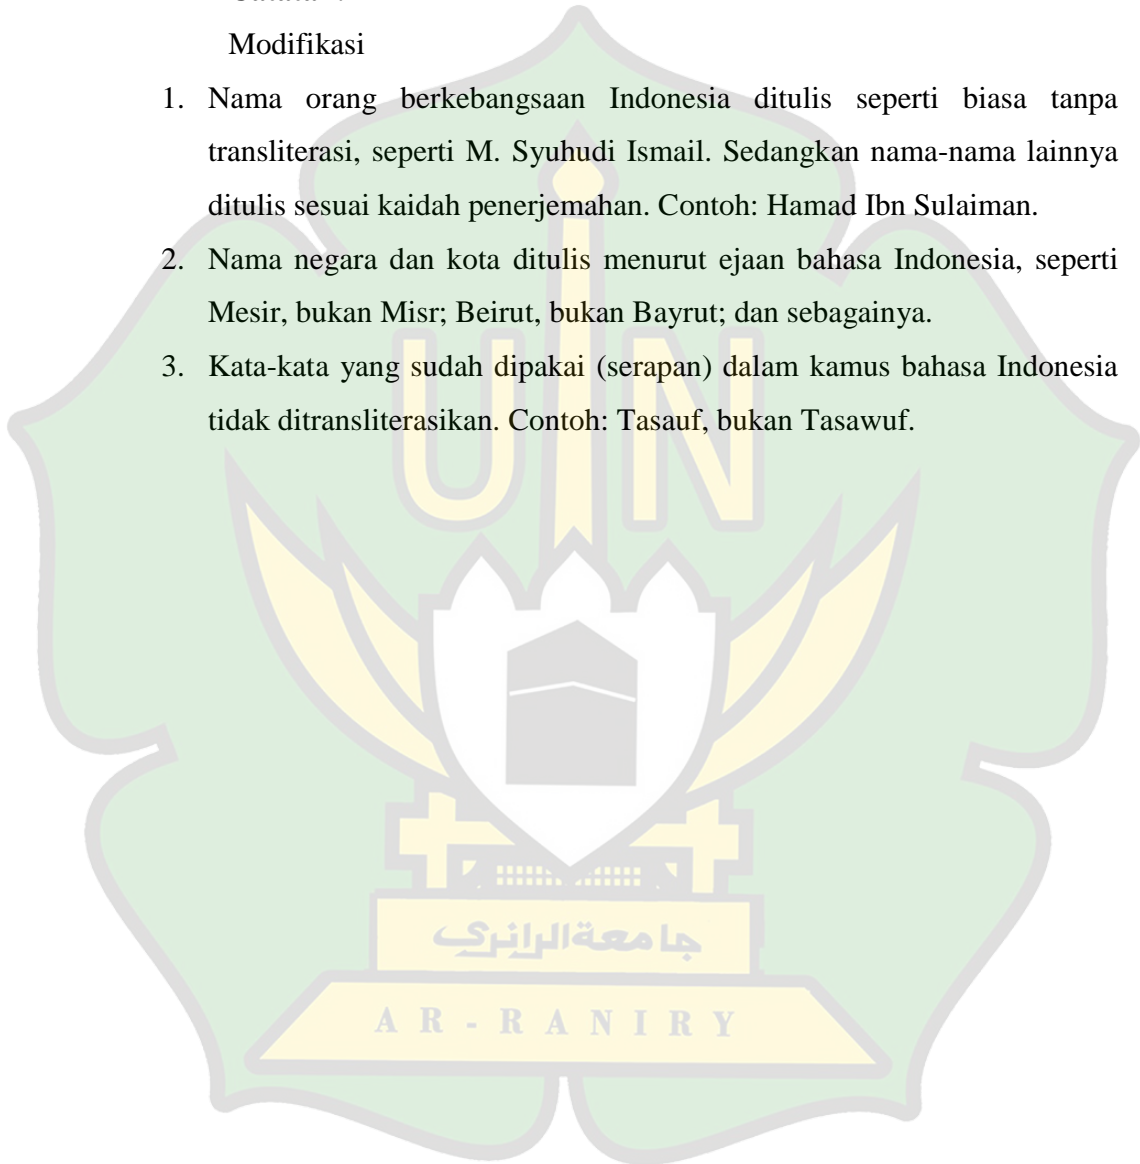 Modifikasi
1. Nama orang berkebangsaan Indonesia ditulis seperti biasa tanpa
transliterasi, seperti M. Syuhudi Ismail. Sedangkan nama-nama lainnya
ditulis sesuai kaidah penerjemahan. Contoh: Hamad Ibn Sulaiman.
2. Nama negara dan kota ditulis menurut ejaan bahasa Indonesia, seperti
Mesir, bukan Misr; Beirut, bukan Bayrut; dan sebagainya.
3. Kata-kata yang sudah dipakai (serapan) dalam kamus bahasa Indonesia
tidak ditransliterasikan. Contoh: Tasauf, bukan Tasawuf.
UIN
جامعةالرانرك
AR-RANIRY